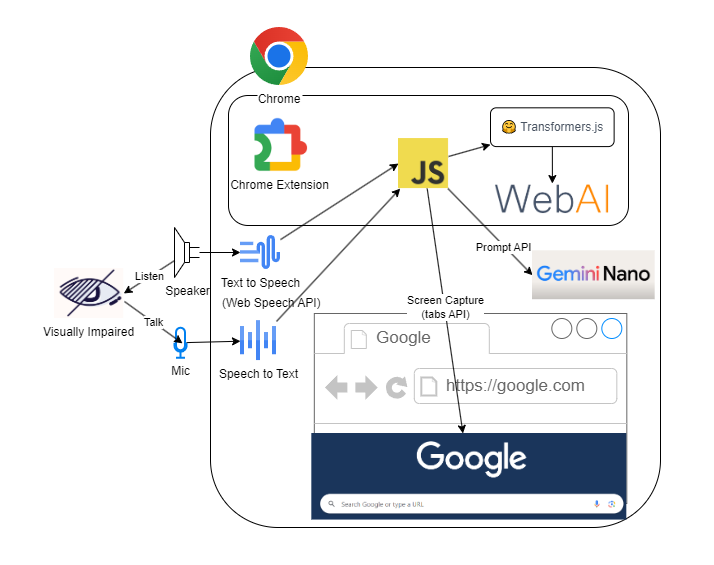 Chrome
Transformers.js
JS
Chrome Extension
WebAI
Prompt API
Gemini Nano
Listen
Speaker
Text to Speech
(Web Speech API)
Visually Impaired
Talk
Mic
Speech to Text
Screen Capture
(tabs API)
Google
https://google.com
Google
Search Google or type a URL